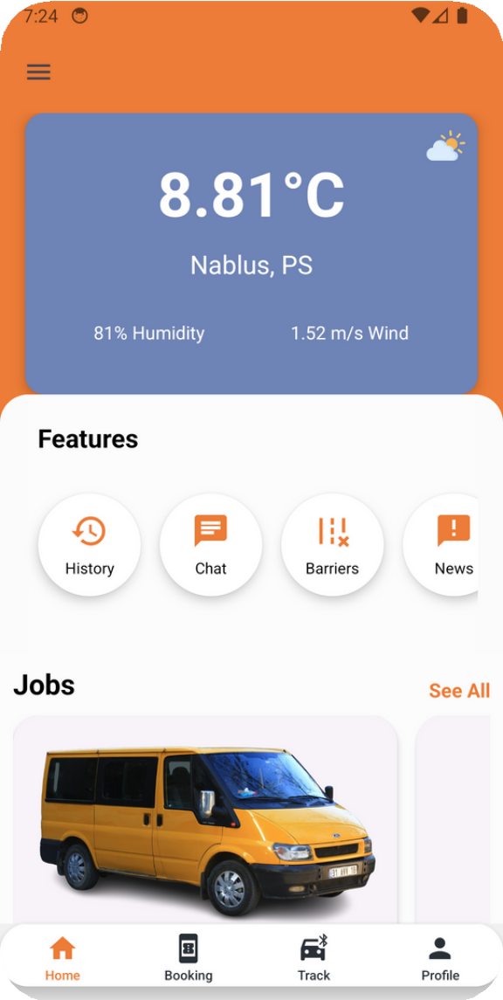 7:24
8.81°C
Nablus, PS
81% Humidity 1.52 m/s Wind
Features
History Chat Barriers News
Jobs See All
Home Booking Track Profile